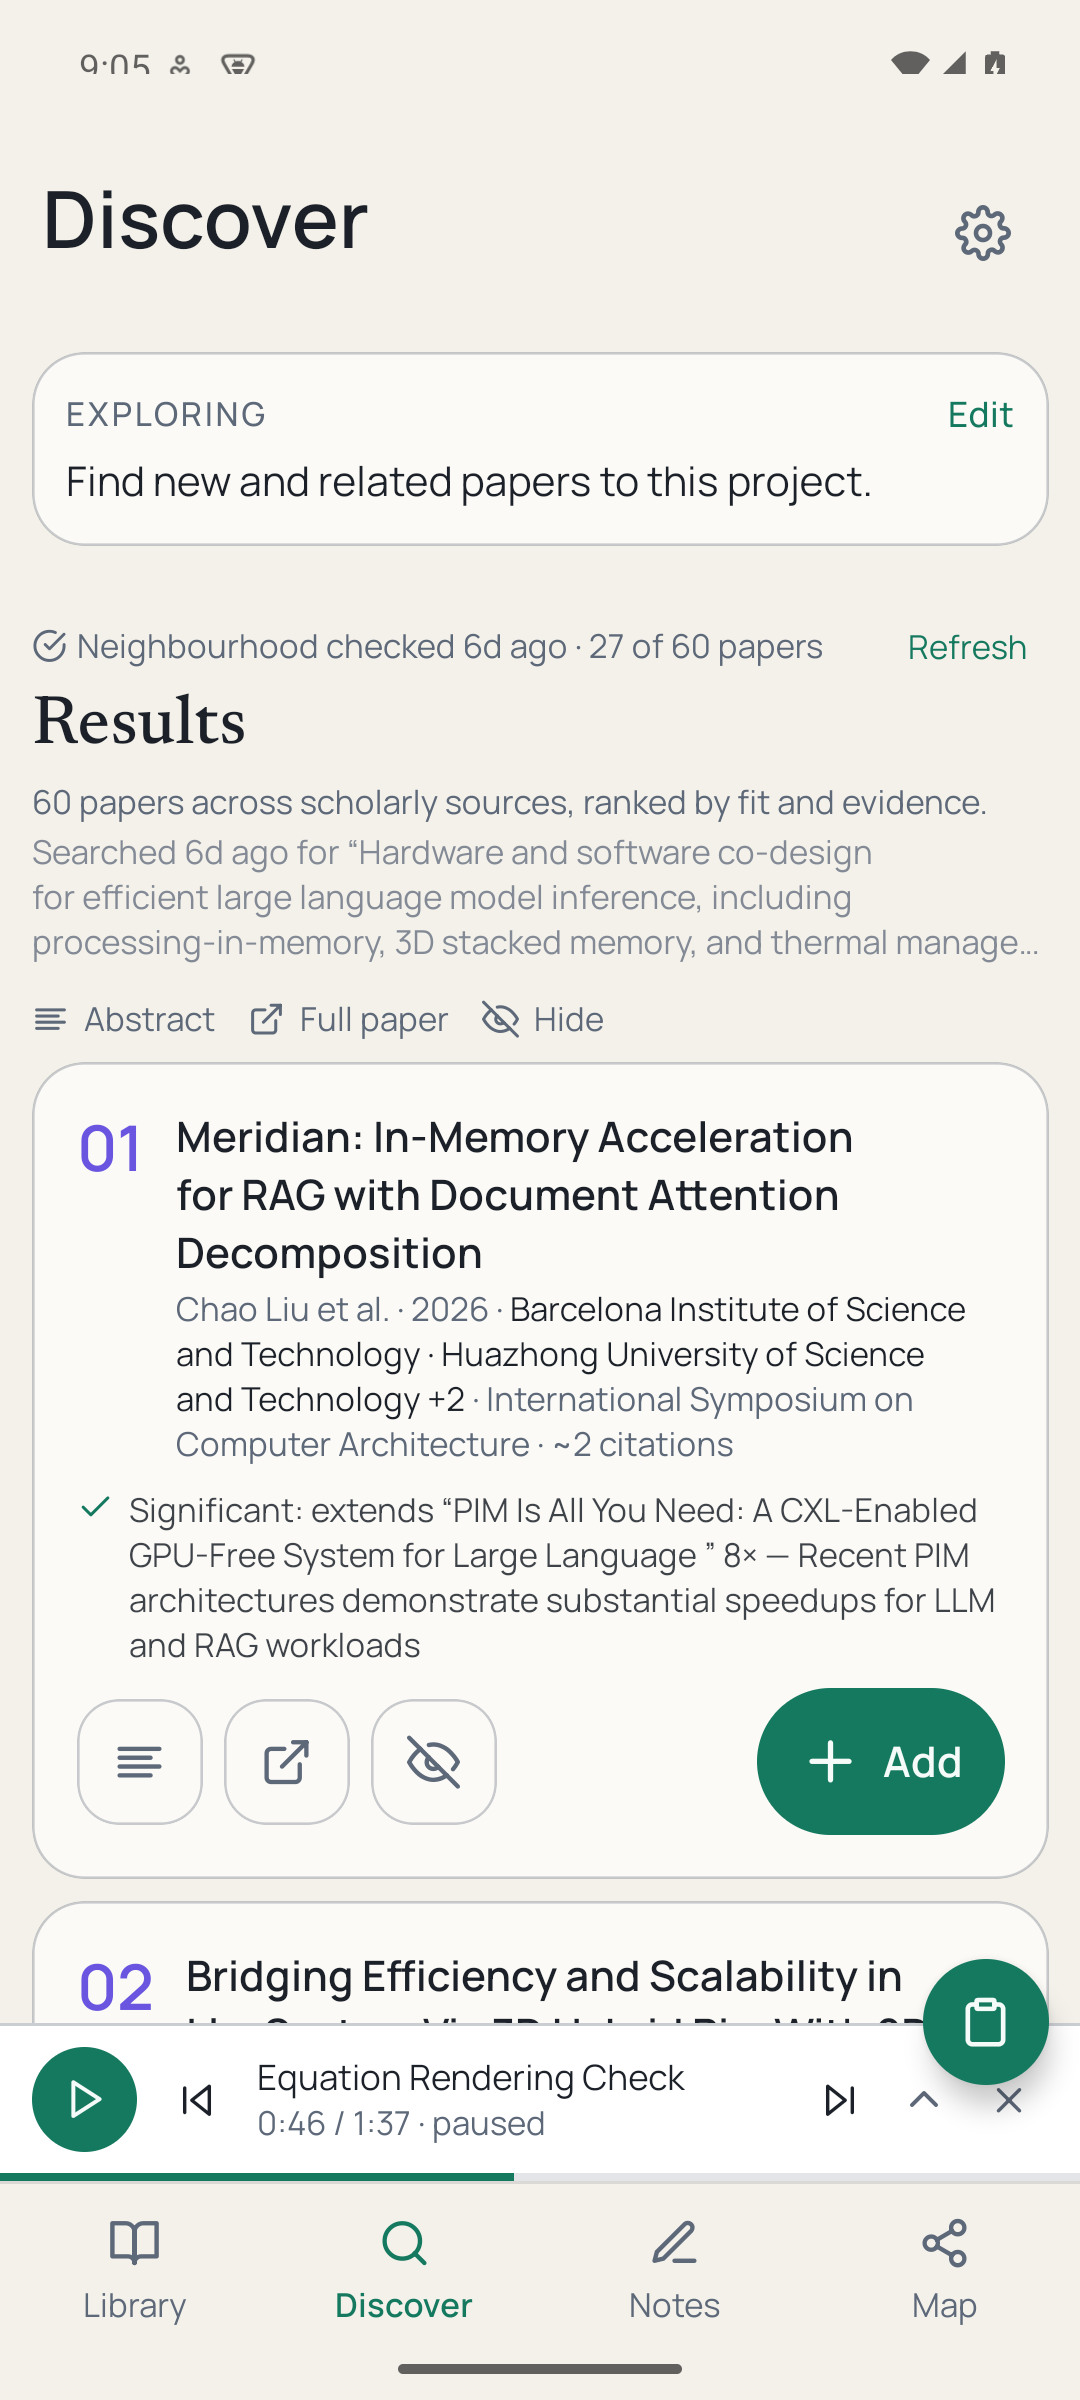 9:05
Discover
EXPLORING
Edit
Find new and related papers to this project.
Neighbourhood checked 6d ago · 27 of 60 papers
Refresh
Results
60 papers across scholarly sources, ranked by fit and evidence.
Searched 6d ago for “Hardware and software co-design
for efficient large language model inference, including
processing-in-memory, 3D stacked memory, and thermal manage…
Abstract
Full paper
Hide
01
Meridian: In-Memory Acceleration
for RAG with Document Attention
Decomposition
Chao Liu et al. · 2026 · Barcelona Institute of Science
and Technology · Huazhong University of Science
and Technology +2 · International Symposium on
Computer Architecture · ~2 citations
Significant: extends “PIM Is All You Need: A CXL-Enabled
GPU-Free System for Large Language ” 8× — Recent PIM
architectures demonstrate substantial speedups for LLM
and RAG workloads
Add
02
Bridging Efficiency and Scalability in
Equation Rendering Check
0:46 / 1:37 · paused
Library
Discover
Notes
Map